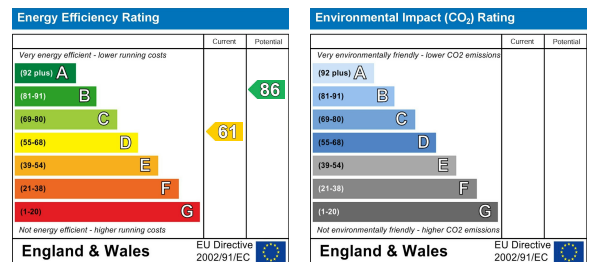 Energy Efficiency Rating
Current Potential
Very energy efficient - lower running costs
(92 plus) A
(81-91) B
(69-80) C
(55-68) D
(39-54) E
(21-38) F
(1-20) G
61
86
Not energy efficient - higher running costs
England & Wales
EU Directive
2002/91/EC
Environmental Impact (CO2) Rating
Current Potential
Very environmentally friendly - lower CO2 emissions
(92 plus) A
(81-91) B
(69-80) C
(55-68) D
(39-54) E
(21-38) F
(1-20) G
Not environmentally friendly - higher CO2 emissions
England & Wales
EU Directive
2002/91/EC